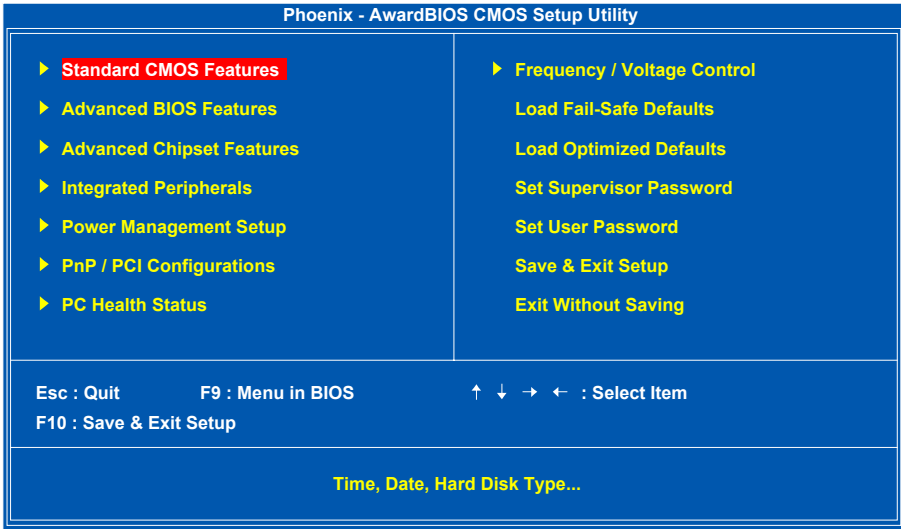 Phoenix - AwardBIOS CMOS Setup Utility
Standard CMOS Features
Advanced BIOS Features
Advanced Chipset Features
Integrated Peripherals
Power Management Setup
PnP / PCI Configurations
PC Health Status
Frequency / Voltage Control
Load Fail-Safe Defaults
Load Optimized Defaults
Set Supervisor Password
Set User Password
Save & Exit Setup
Exit Without Saving
Esc : Quit F9 : Menu in BIOS ↑ ↓ → ← : Select Item
F10 : Save & Exit Setup
Time, Date, Hard Disk Type...